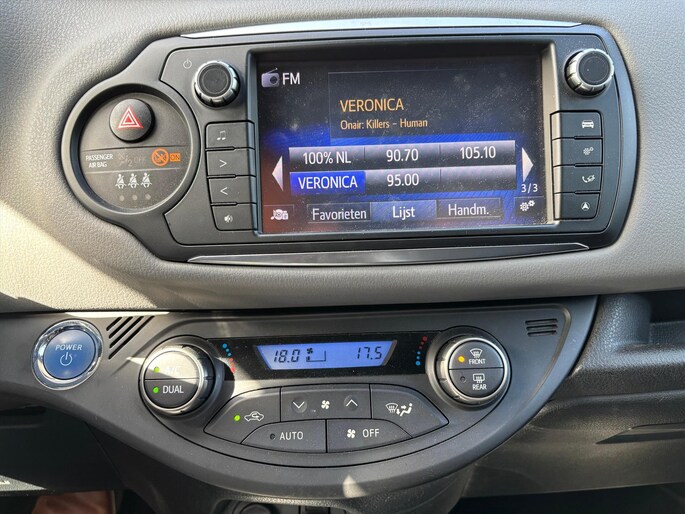 FM
VERONICA
Onair: Killers - Human
100% NL 90.70 105.10
VERONICA 95.00
3/3
Favorieten Lijst Handm.
PASSENGER
AIR BAG
ON
POWER
18.0 17.5
DUAL
FRONT
REAR
AUTO OFF